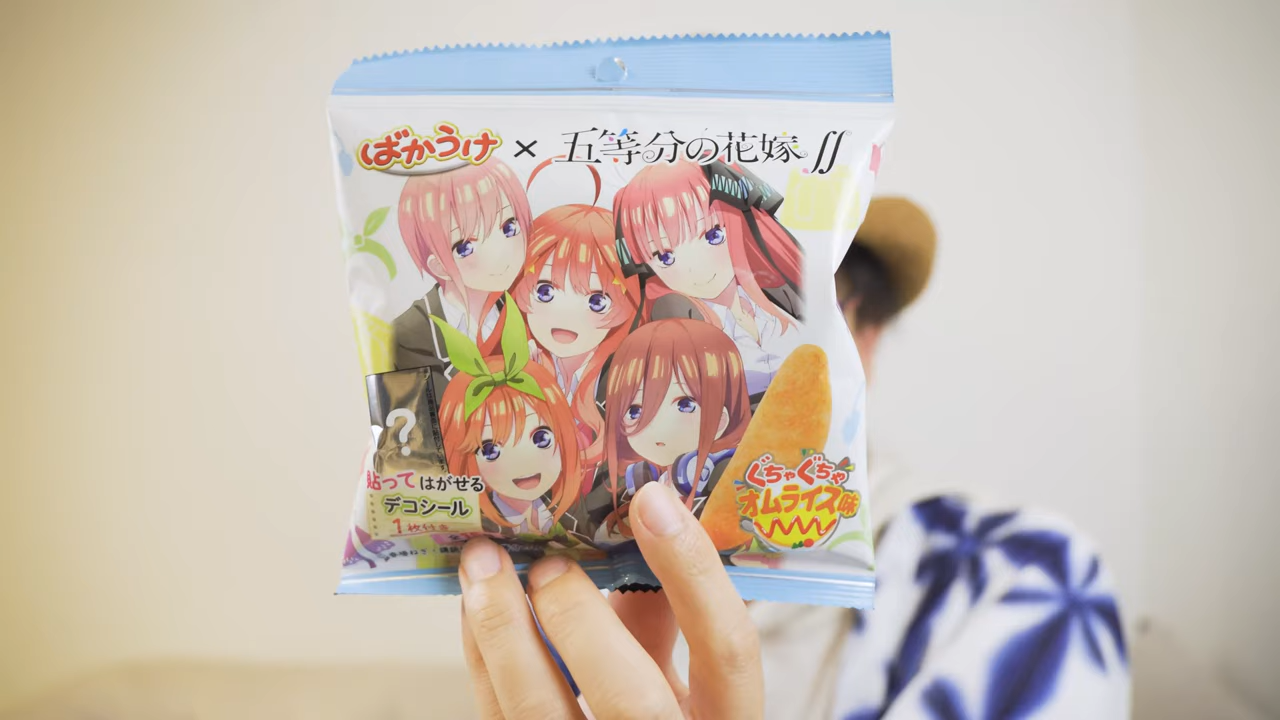 ばかうけ × 五等分の花嫁 ∬
?
貼って はがせる
デコシール
1枚付き
ぐちゃぐちゃ
オムライス味